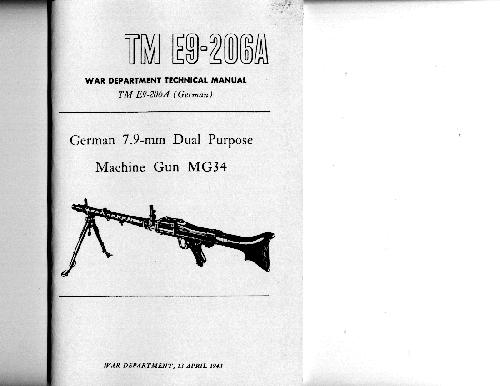 TM E9-206A
WAR DEPARTMENT TECHNICAL MANUAL
TM E9-206A (German)
German 7.9-mm Dual Purpose
Machine Gun MG34
WAR DEPARTMENT, 13 APRIL 1943